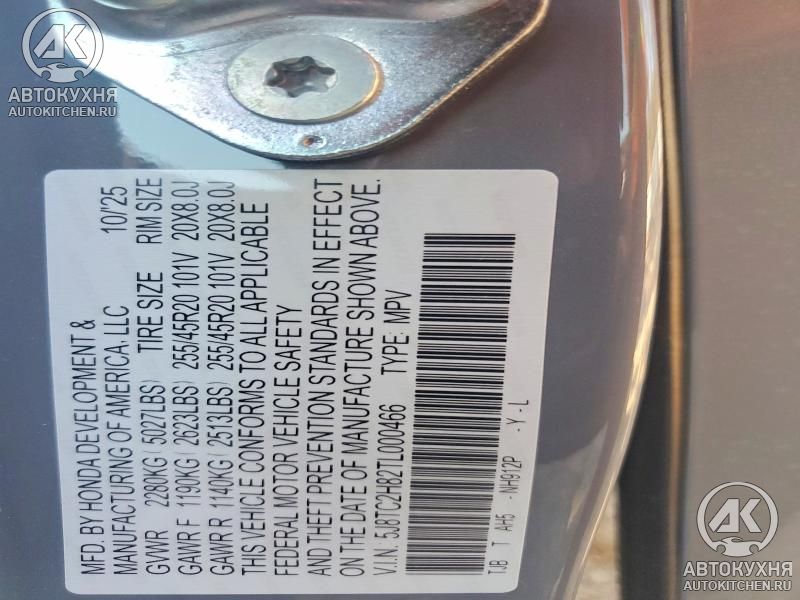 AK
АВТОКУХНЯ
AUTOKITCHEN.RU
MFD. BY HONDA DEVELOPMENT &
MANUFACTURING OF AMERICA. LLC 10/'25
GVWR 2280KG ( 5027LBS) TIRE SIZE RIM SIZE
GAWR F 1190KG ( 2623LBS) 255/45R20 101V 20X8.0J
GAWR R 1140KG ( 2513LBS) 255/45R20 101V 20X8.0J
THIS VEHICLE CONFORMS TO ALL APPLICABLE
FEDERAL MOTOR VEHICLE SAFETY
AND THEFT PREVENTION STANDARDS IN EFFECT
ON THE DATE OF MANUFACTURE SHOWN ABOVE.
V.I.N: 5J8TC2H82TL000466 TYPE: MPV
TJB T AH5 -NH912P -Y-L
AK
АВТОКУХНЯ
AUTOKITCHEN.RU